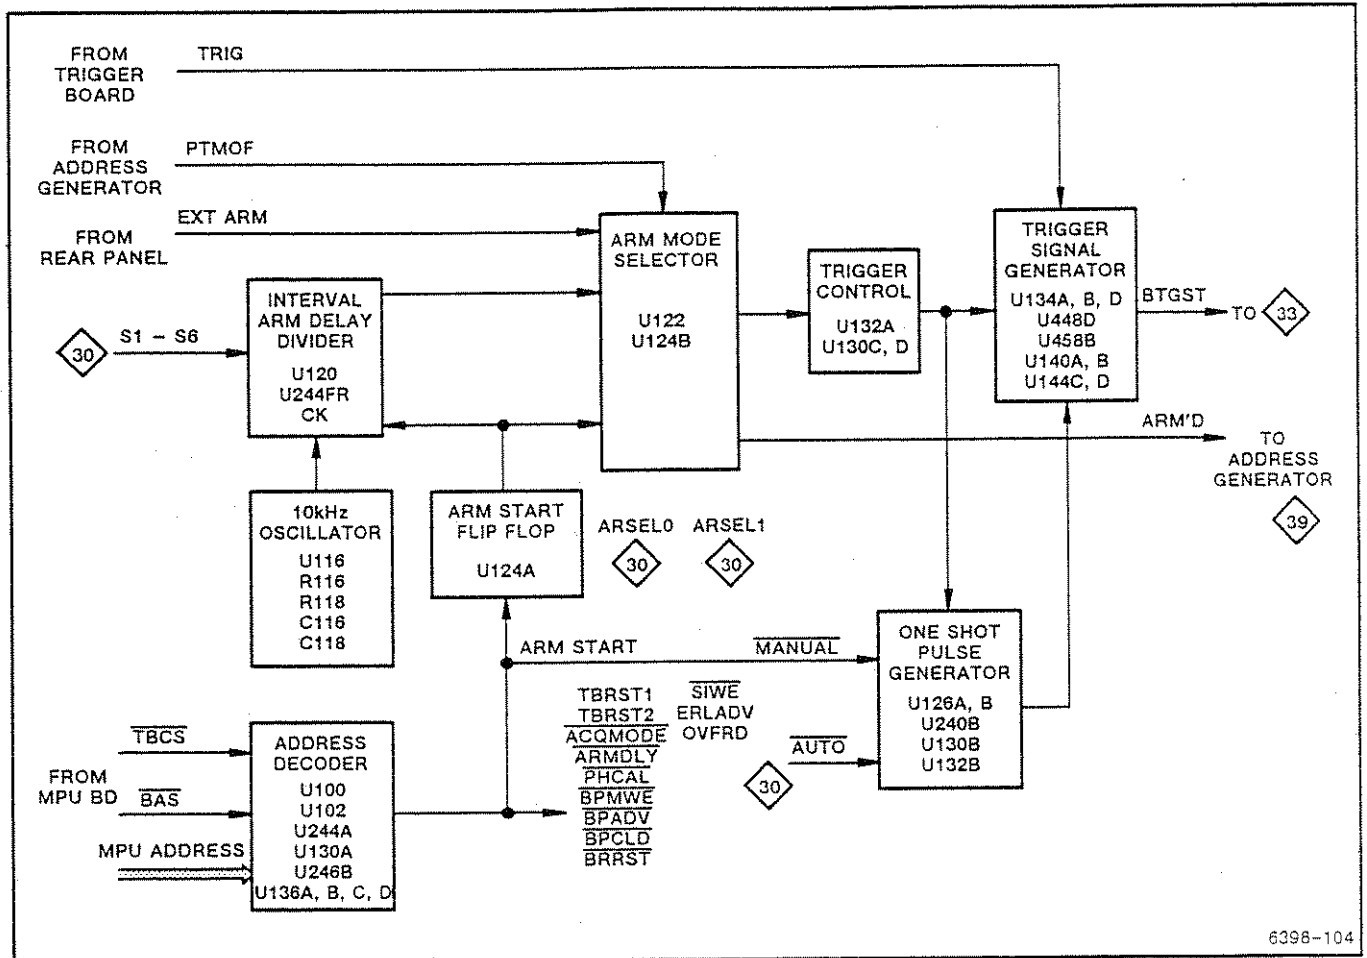 FROM
TRIGGER
BOARD
TRIG
FROM
ADDRESS
GENERATOR
PTMOF
FROM
REAR PANEL
EXT ARM
30
S1 – S6
INTERVAL
ARM DELAY
DIVIDER
U120
U244FR
CK
ARM MODE
SELECTOR
U122
U124B
TRIGGER
CONTROL
U132A
U130C, D
TRIGGER
SIGNAL
GENERATOR
U134A, B, D
U448D
U458B
U140A, B
U144C, D
BTGST
TO
33
ARM'D
TO
ADDRESS
GENERATOR
39
10kHz
OSCILLATOR
U116
R116
R118
C116
C118
ARM START
FLIP FLOP
U124A
ARSEL0
30
ARSEL1
30
ARM START
MANUAL
ONE SHOT
PULSE
GENERATOR
U126A, B
U240B
U130B
U132B
AUTO
30
TBRST1
TBRST2
ACQMODE
ARMDLY
PHCAL
BPMWE
BPADV
BPCLD
BRRST
SIWE
ERLADV
OVFRD
FROM
MPU BD
TBCS
BAS
MPU ADDRESS
ADDRESS
DECODER
U100
U102
U244A
U130A
U246B
U136A, B, C, D
6398-104